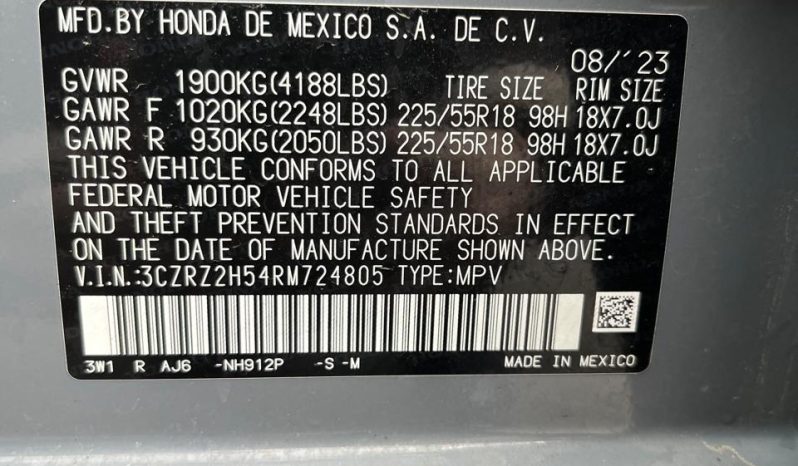 MFD.BY HONDA DE MEXICO S.A. DE C.V.
08/´23
GVWR 1900KG(4188LBS) TIRE SIZE RIM SIZE
GAWR F 1020KG(2248LBS) 225/55R18 98H 18X7.0J
GAWR R 930KG(2050LBS) 225/55R18 98H 18X7.0J
THIS VEHICLE CONFORMS TO ALL APPLICABLE
FEDERAL MOTOR VEHICLE SAFETY
AND THEFT PREVENTION STANDARDS IN EFFECT
ON THE DATE OF MANUFACTURE SHOWN ABOVE.
V.I.N.:3CZRZ2H54RM724805 TYPE:MPV
3W1 R AJ6 -NH912P -S -M MADE IN MEXICO